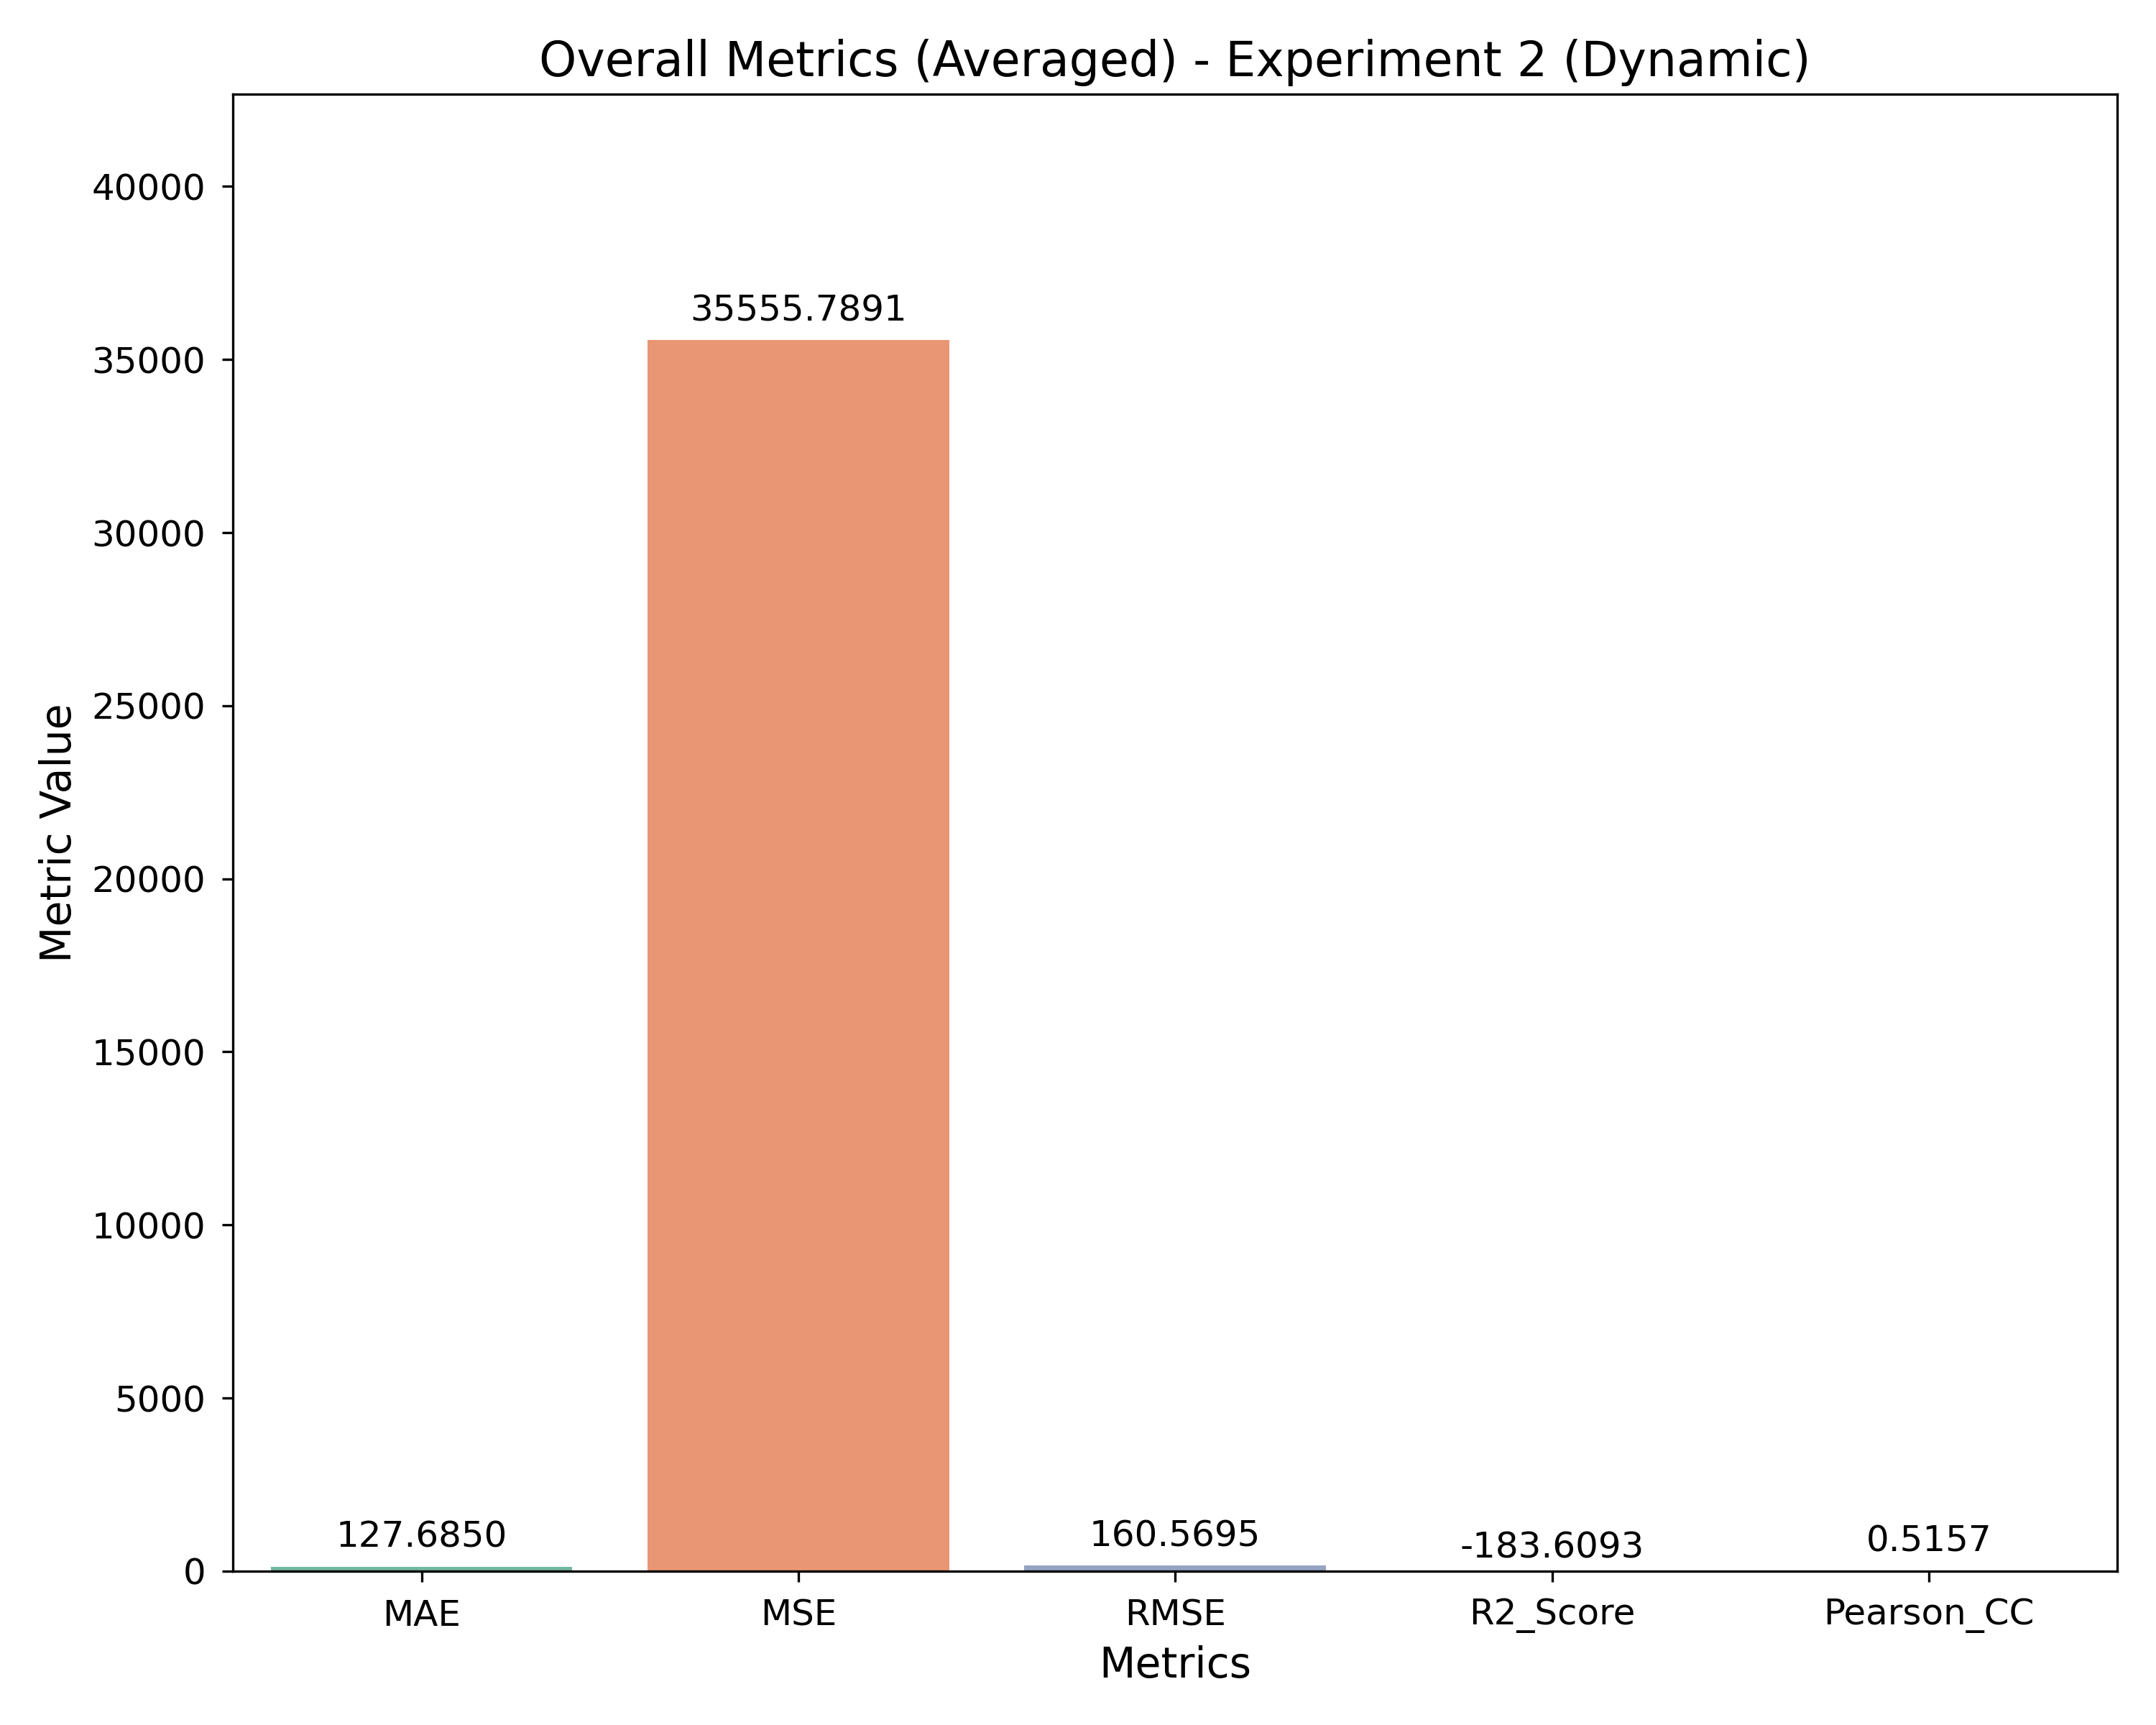 Overall Metrics (Averaged) - Experiment 2 (Dynamic)
Metric Value
40000
35000
30000
25000
20000
15000
10000
5000
0
127.6850
35555.7891
160.5695
-183.6093
0.5157
MAE
MSE
RMSE
R2_Score
Pearson_CC
Metrics